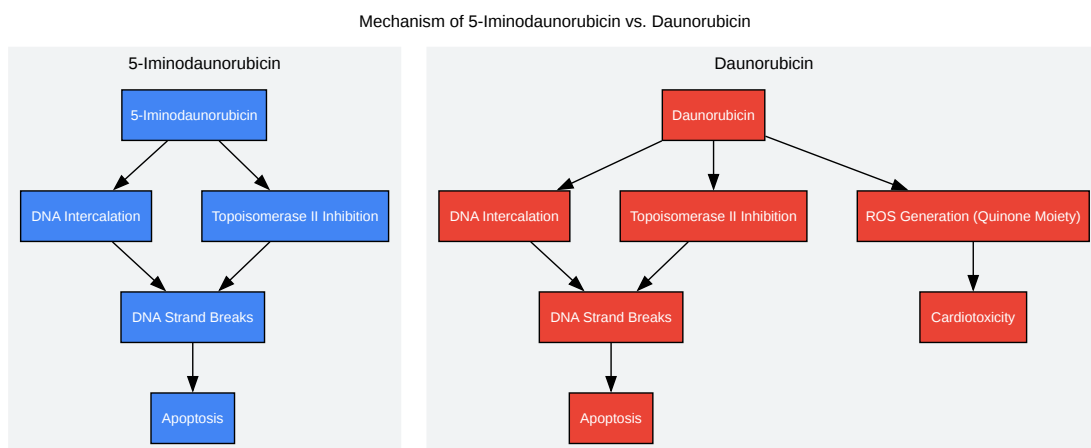 Mechanism of 5-Iminodaunorubicin vs. Daunorubicin
5-Iminodaunorubicin
5-Iminodaunorubicin
DNA Intercalation
Topoisomerase II Inhibition
DNA Strand Breaks
Apoptosis
Daunorubicin
Daunorubicin
DNA Intercalation
Topoisomerase II Inhibition
ROS Generation (Quinone Moiety)
DNA Strand Breaks
Cardiotoxicity
Apoptosis